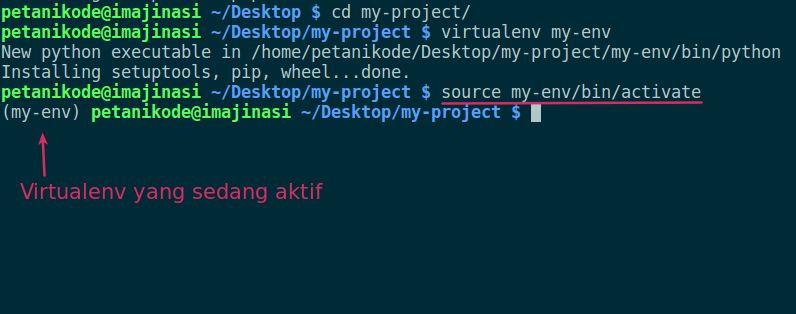 petanikode@imajinasi ~/Desktop $ cd my-project/
petanikode@imajinasi ~/Desktop/my-project $ virtualenv my-env
New python executable in /home/petanikode/Desktop/my-project/my-env/bin/python
Installing setuptools, pip, wheel...done.
petanikode@imajinasi ~/Desktop/my-project $ source my-env/bin/activate
(my-env) petanikode@imajinasi ~/Desktop/my-project $
Virtualenv yang sedang aktif